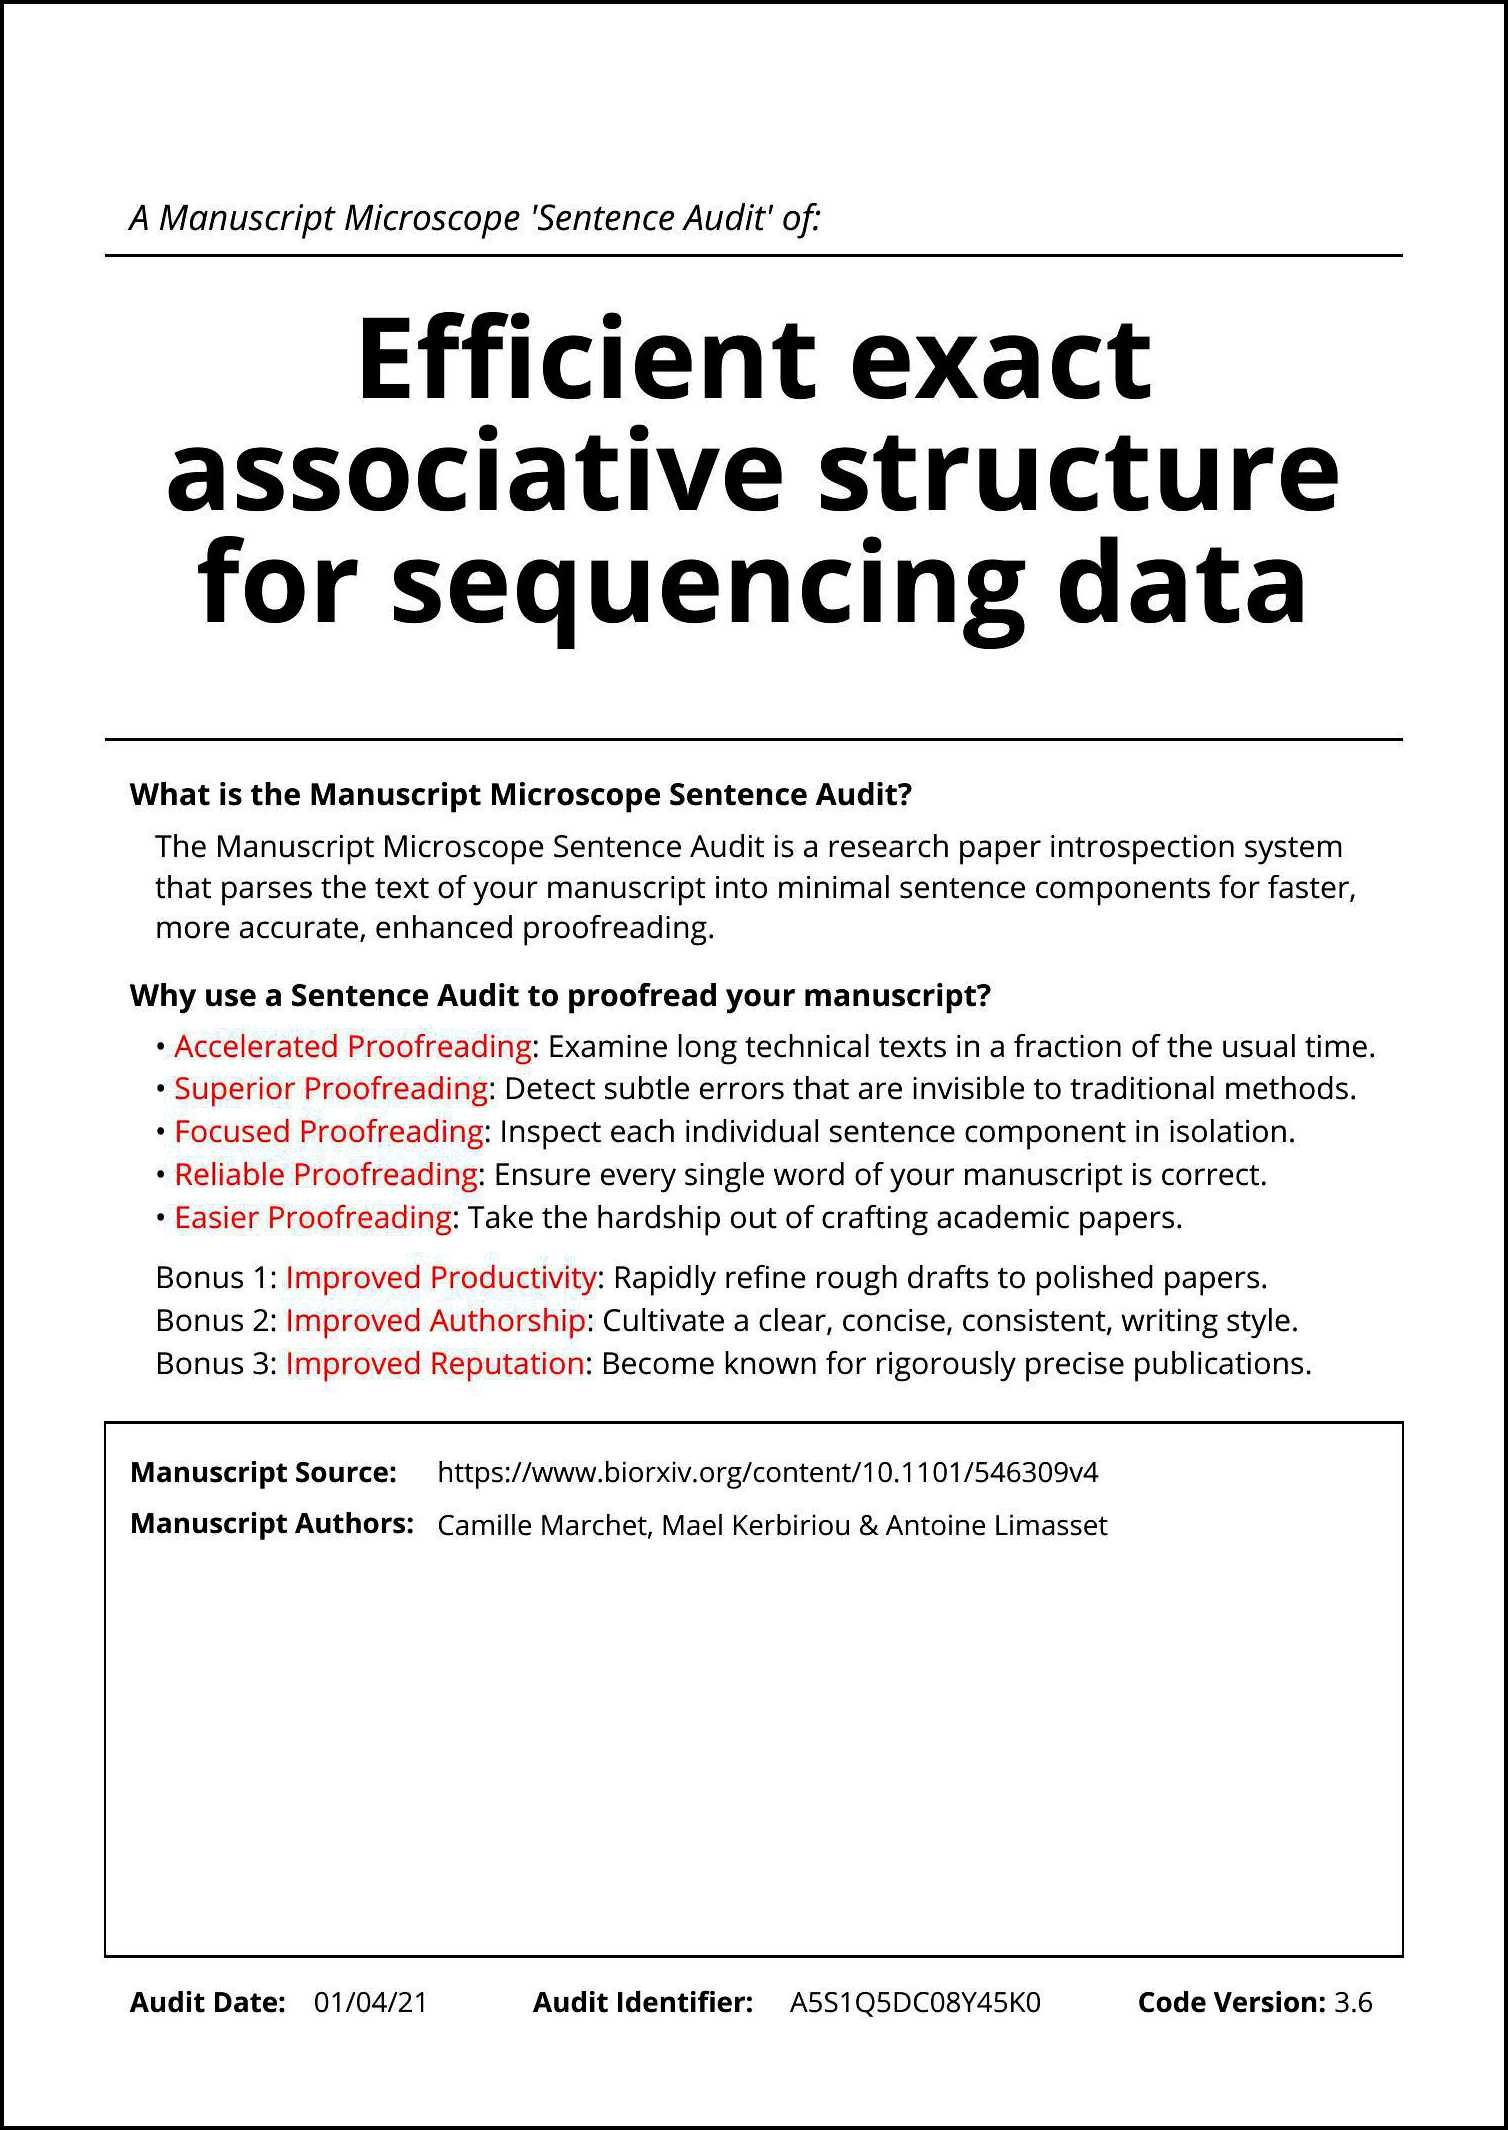 A Manuscript Microscope 'Sentence Audit' of:
Efficient exact
associative structure
for sequencing data
What is the Manuscript Microscope Sentence Audit?
The Manuscript Microscope Sentence Audit is a research paper introspection system
that parses the text of your manuscript into minimal sentence components for faster,
more accurate, enhanced proofreading.
Why use a Sentence Audit to proofread your manuscript?
• Accelerated Proofreading: Examine long technical texts in a fraction of the usual time.
• Superior Proofreading: Detect subtle errors that are invisible to traditional methods.
• Focused Proofreading: Inspect each individual sentence component in isolation.
• Reliable Proofreading: Ensure every single word of your manuscript is correct.
• Easier Proofreading: Take the hardship out of crafting academic papers.
Bonus 1: Improved Productivity: Rapidly refine rough drafts to polished papers.
Bonus 2: Improved Authorship: Cultivate a clear, concise, consistent, writing style.
Bonus 3: Improved Reputation: Become known for rigorously precise publications.
Manuscript Source: https://www.biorxiv.org/content/10.1101/546309v4
Manuscript Authors: Camille Marchet, Mael Kerbiriou & Antoine Limasset
Audit Date: 01/04/21 Audit Identifier: A5S1Q5DC08Y45K0 Code Version: 3.6